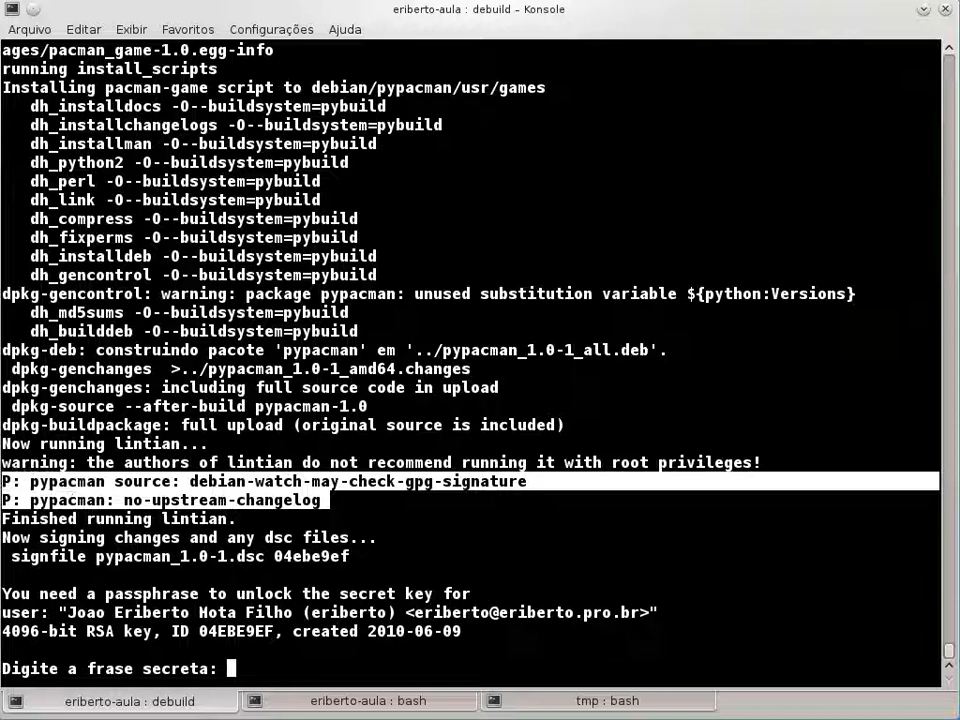 eriberto-aula : debuild – Konsole
Arquivo Editar Exibir Favoritos Configurações Ajuda
ages/pacman_game-1.0.egg-info
running install_scripts
Installing pacman-game script to debian/pypacman/usr/games
   dh_installdocs -O--buildsystem=pybuild
   dh_installchangelogs -O--buildsystem=pybuild
   dh_installman -O--buildsystem=pybuild
   dh_python2 -O--buildsystem=pybuild
   dh_perl -O--buildsystem=pybuild
   dh_link -O--buildsystem=pybuild
   dh_compress -O--buildsystem=pybuild
   dh_fixperms -O--buildsystem=pybuild
   dh_installdeb -O--buildsystem=pybuild
   dh_gencontrol -O--buildsystem=pybuild
dpkg-gencontrol: warning: package pypacman: unused substitution variable ${python:Versions}
   dh_md5sums -O--buildsystem=pybuild
   dh_builddeb -O--buildsystem=pybuild
dpkg-deb: construindo pacote 'pypacman' em '../pypacman_1.0-1_all.deb'.
 dpkg-genchanges  >../pypacman_1.0-1_amd64.changes
dpkg-genchanges: including full source code in upload
 dpkg-source --after-build pypacman-1.0
dpkg-buildpackage: full upload (original source is included)
Now running lintian...
warning: the authors of lintian do not recommend running it with root privileges!
P: pypacman source: debian-watch-may-check-gpg-signature
P: pypacman: no-upstream-changelog
Finished running lintian.
Now signing changes and any dsc files...
 signfile pypacman_1.0-1.dsc 04ebe9ef
You need a passphrase to unlock the secret key for
user: "Joao Eriberto Mota Filho (eriberto) <eriberto@eriberto.pro.br>"
4096-bit RSA key, ID 04EBE9EF, created 2010-06-09
Digite a frase secreta:
eriberto-aula : debuild eriberto-aula : bash tmp : bash